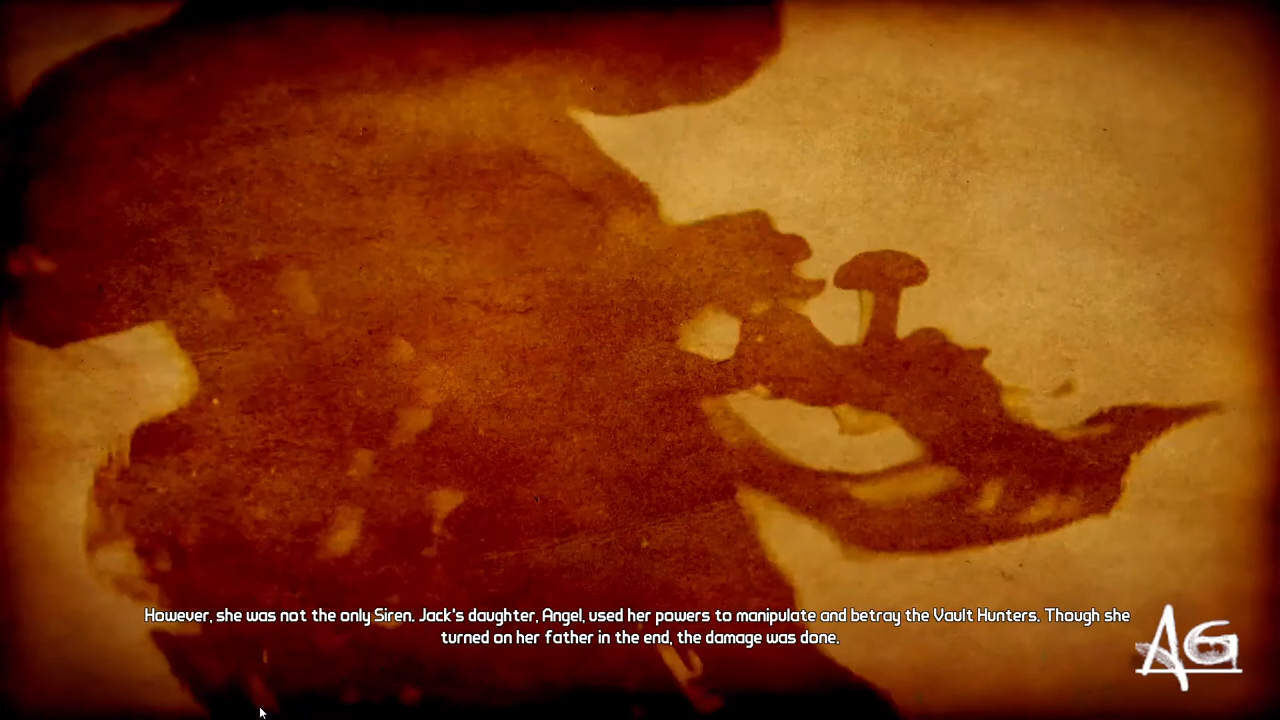 However, she was not the only Siren. Jack's daughter, Angel, used her powers to manipulate and betray the Vault Hunters. Though she
turned on her father in the end, the damage was done.
AG